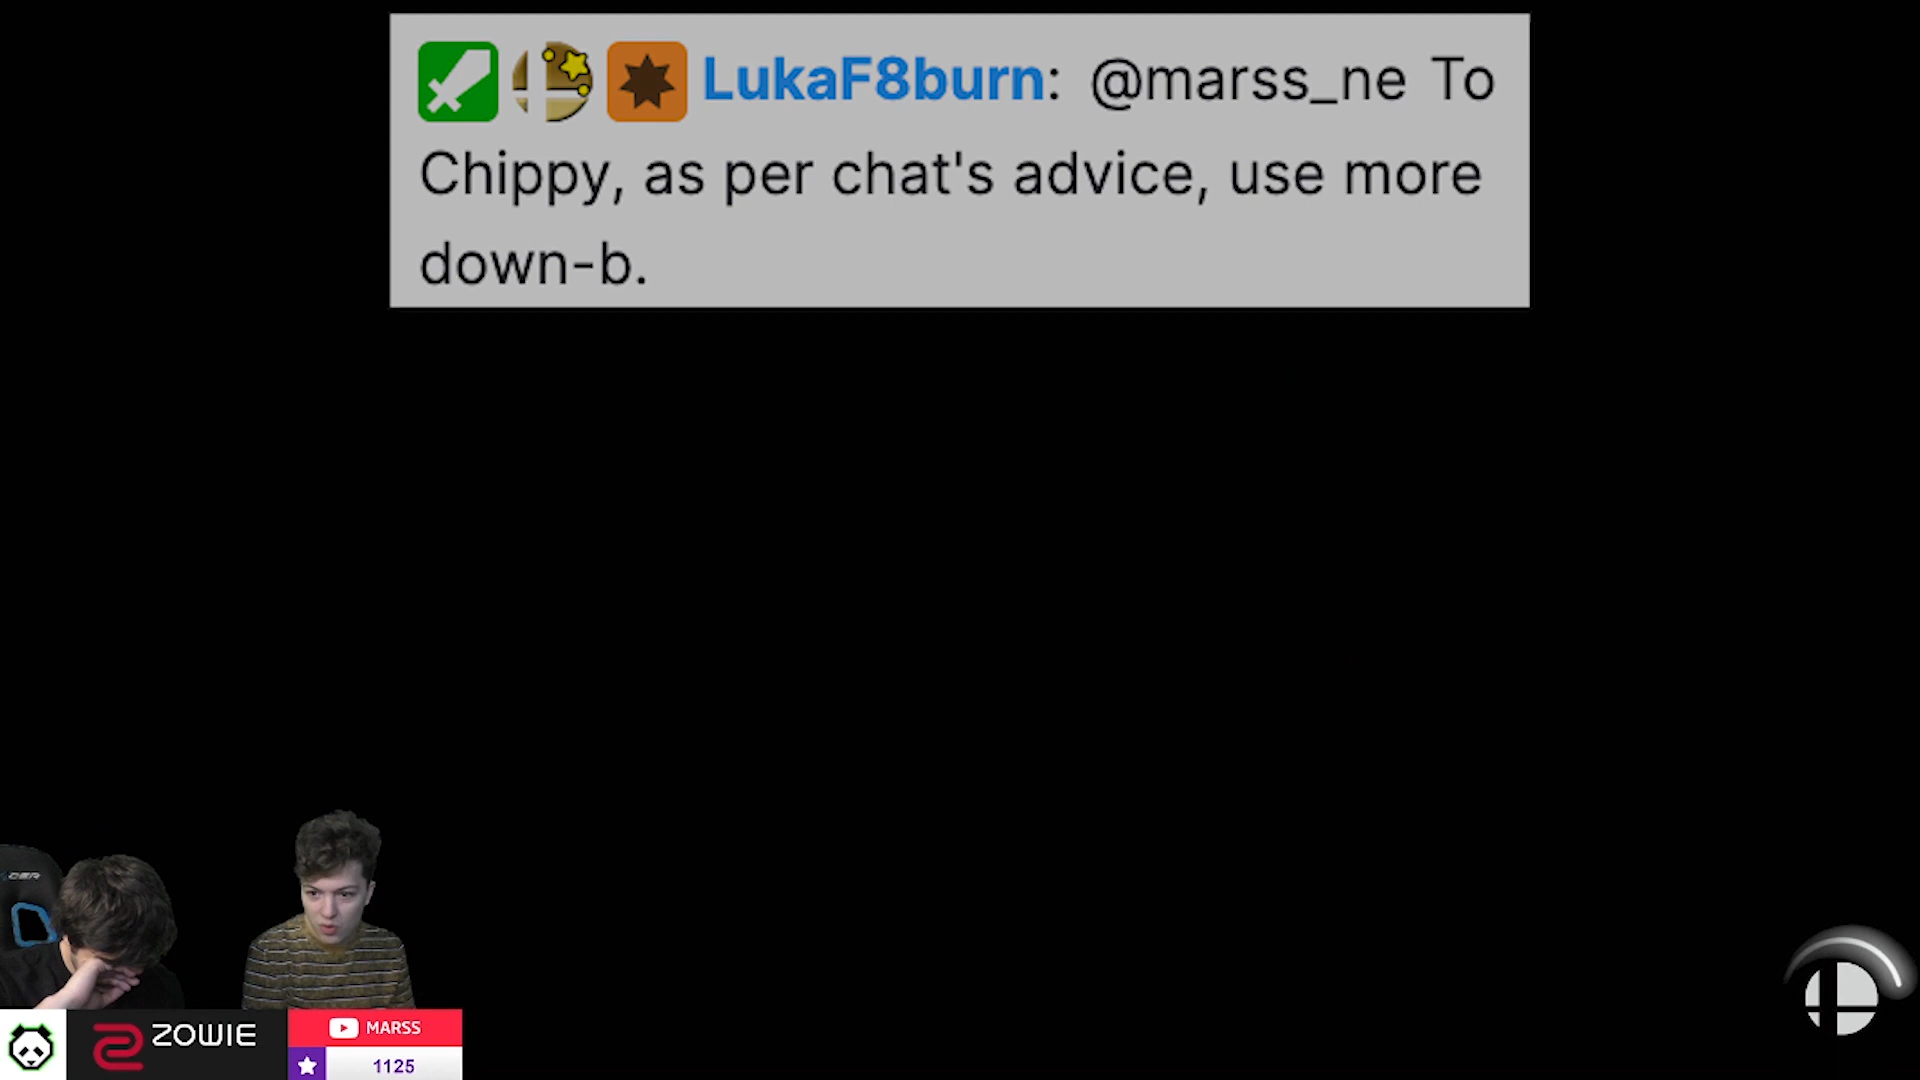 LukaF8burn: @marss_ne To
Chippy, as per chat's advice, use more
down-b.
ZOWIE
MARSS
1125